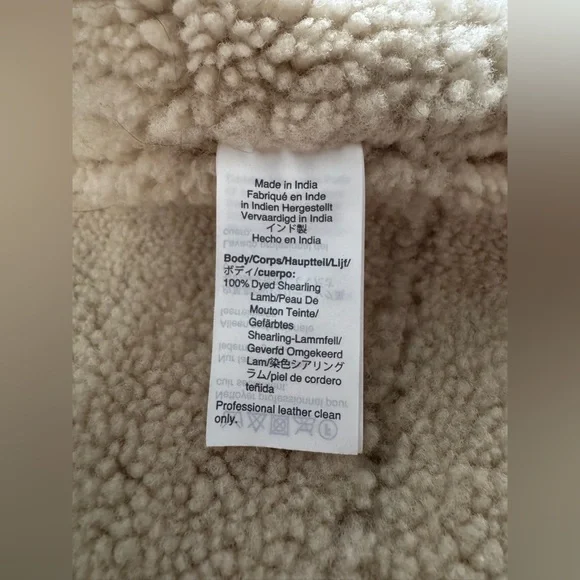 Made in India
Fabriqué en Inde
in Indien Hergestellt
Vervaardigd in India
インド製
Hecho en India
Body/Corps/Hauptteil/Lijf/
ボディ/cuerpo:
100% Dyed Shearling
Lamb/Peau De
Mouton Teinte/
Gefärbtes
Shearling-Lammfell/
Geverfd Omgekeerd
Lam/染色シアリング
ラム/piel de cordero
teñida
Professional leather clean
only.